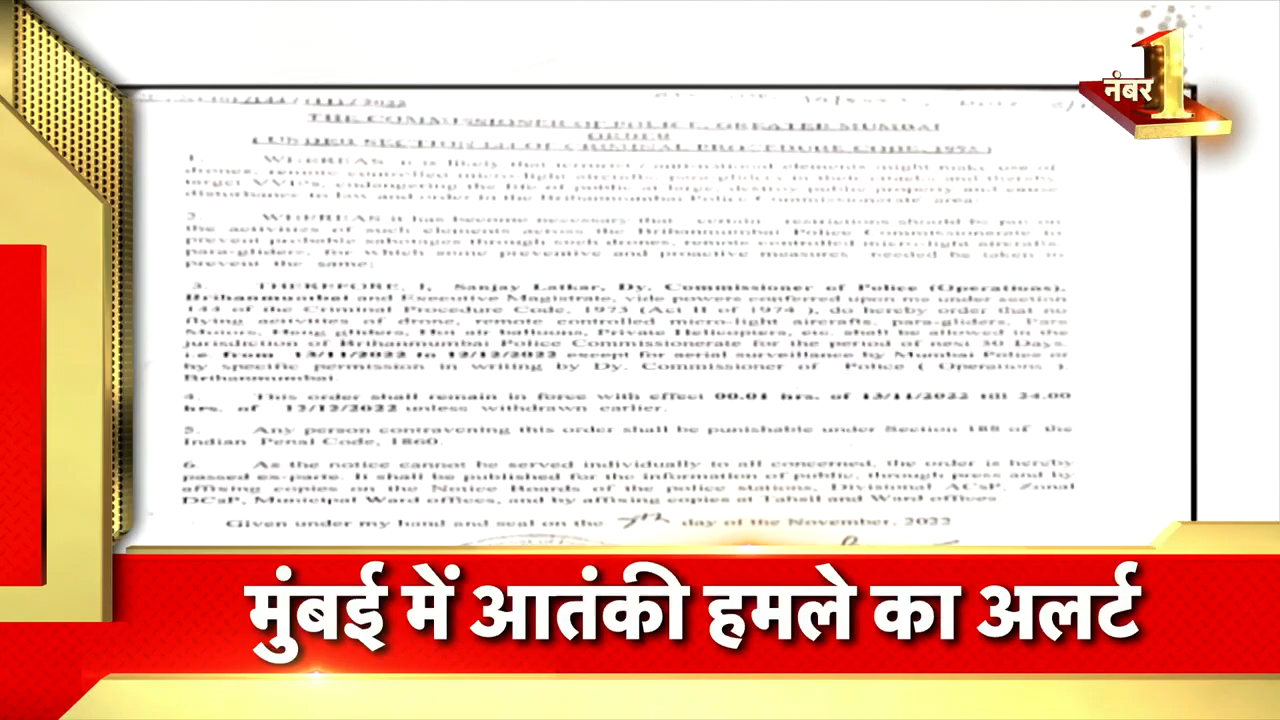 नंबर 1
THE COMMISSIONER OF POLICE, GREATER MUMBAI
ORDER
( UNDER SECTION 144 OF CRIMINAL PROCEDURE CODE, 1973 )
1. WHEREAS it is likely that terrorist / anti-national elements might make use of
drones, remote controlled micro-light aircrafts, para-gliders in their attacks and thereby
target VVIPs, endangering the life of public at large, destroy public property and cause
disturbance to law and order in the Brihanmumbai Police Commissionerate area;
2. WHEREAS it has become necessary that certain restrictions should be put on
the activities of such elements across the Brihanmumbai Police Commissionerate to
prevent probable sabotages through such drones, remote controlled micro-light aircrafts,
para-gliders, for which some preventive and proactive measures needed be taken to
prevent the same;
3. THEREFORE, I, Sanjay Latkar, Dy. Commissioner of Police (Operations),
Brihanmumbai and Executive Magistrate, vide powers conferred upon me under section
144 of the Criminal Procedure Code, 1973 (Act II of 1974 ), do hereby order that no
flying activities of drone, remote controlled micro-light aircrafts, para-gliders, Para
Motors, Hang gliders, Hot air balloons, Private Helicopters, etc. shall be allowed in the
jurisdiction of Brihanmumbai Police Commissionerate for the period of next 30 Days.
i.e. from 13/11/2022 to 12/12/2022 except for aerial surveillance by Mumbai Police or
by specific permission in writing by Dy. Commissioner of Police ( Operations ),
Brihanmumbai.
4. This order shall remain in force with effect 00.01 hrs. of 13/11/2022 till 24.00
hrs. of 12/12/2022 unless withdrawn earlier.
5. Any person contravening this order shall be punishable under Section 188 of the
Indian Penal Code, 1860.
6. As the notice cannot be served individually to all concerned, the order is hereby
passed ex-parte. It shall be published for the information of public, through press and by
affixing copies on the Notice Boards of the police stations, Divisional ACsP, Zonal
DCsP, Municipal Ward offices, and by affixing copies at Tahsil and Ward offices
Given under my hand and seal on the 7th day of the November, 2022
मुंबई में आतंकी हमले का अलर्ट